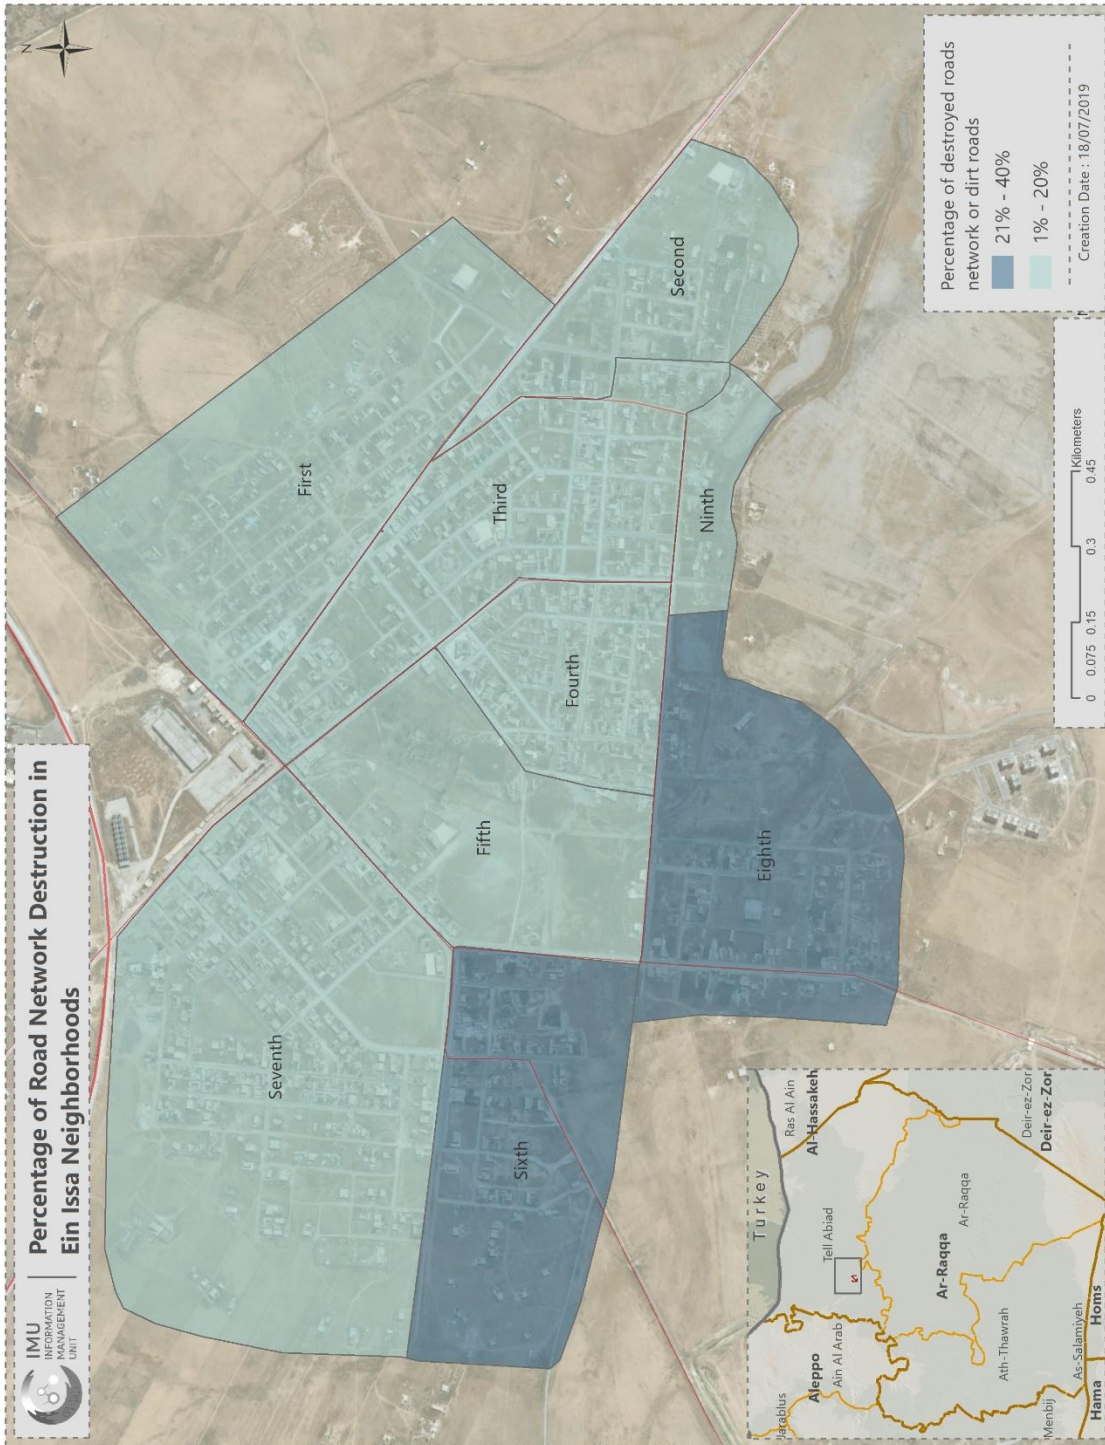 IMU
INFORMATION
MANAGEMENT
UNIT
Percentage of Road Network Destruction in
Ein Issa Neighborhoods
N
First
Second
Third
Ninth
Fourth
Fifth
Seventh
Eighth
Sixth
Percentage of destroyed roads
network or dirt roads
21% - 40%
1% - 20%
Creation Date : 18/07/2019
Kilometers
0 0.075 0.15 0.3 0.45
Turkey
Jarablus
Aleppo
Ain Al Arab
Tell Abiad
Ras Al Ain
Al-Hassakeh
Menbij
Ath-Thawrah
Ar-Raqqa
Ar-Raqqa
Deir-ez-Zor
Deir-ez-Zor
As-Salamiyeh
Hama
Homs